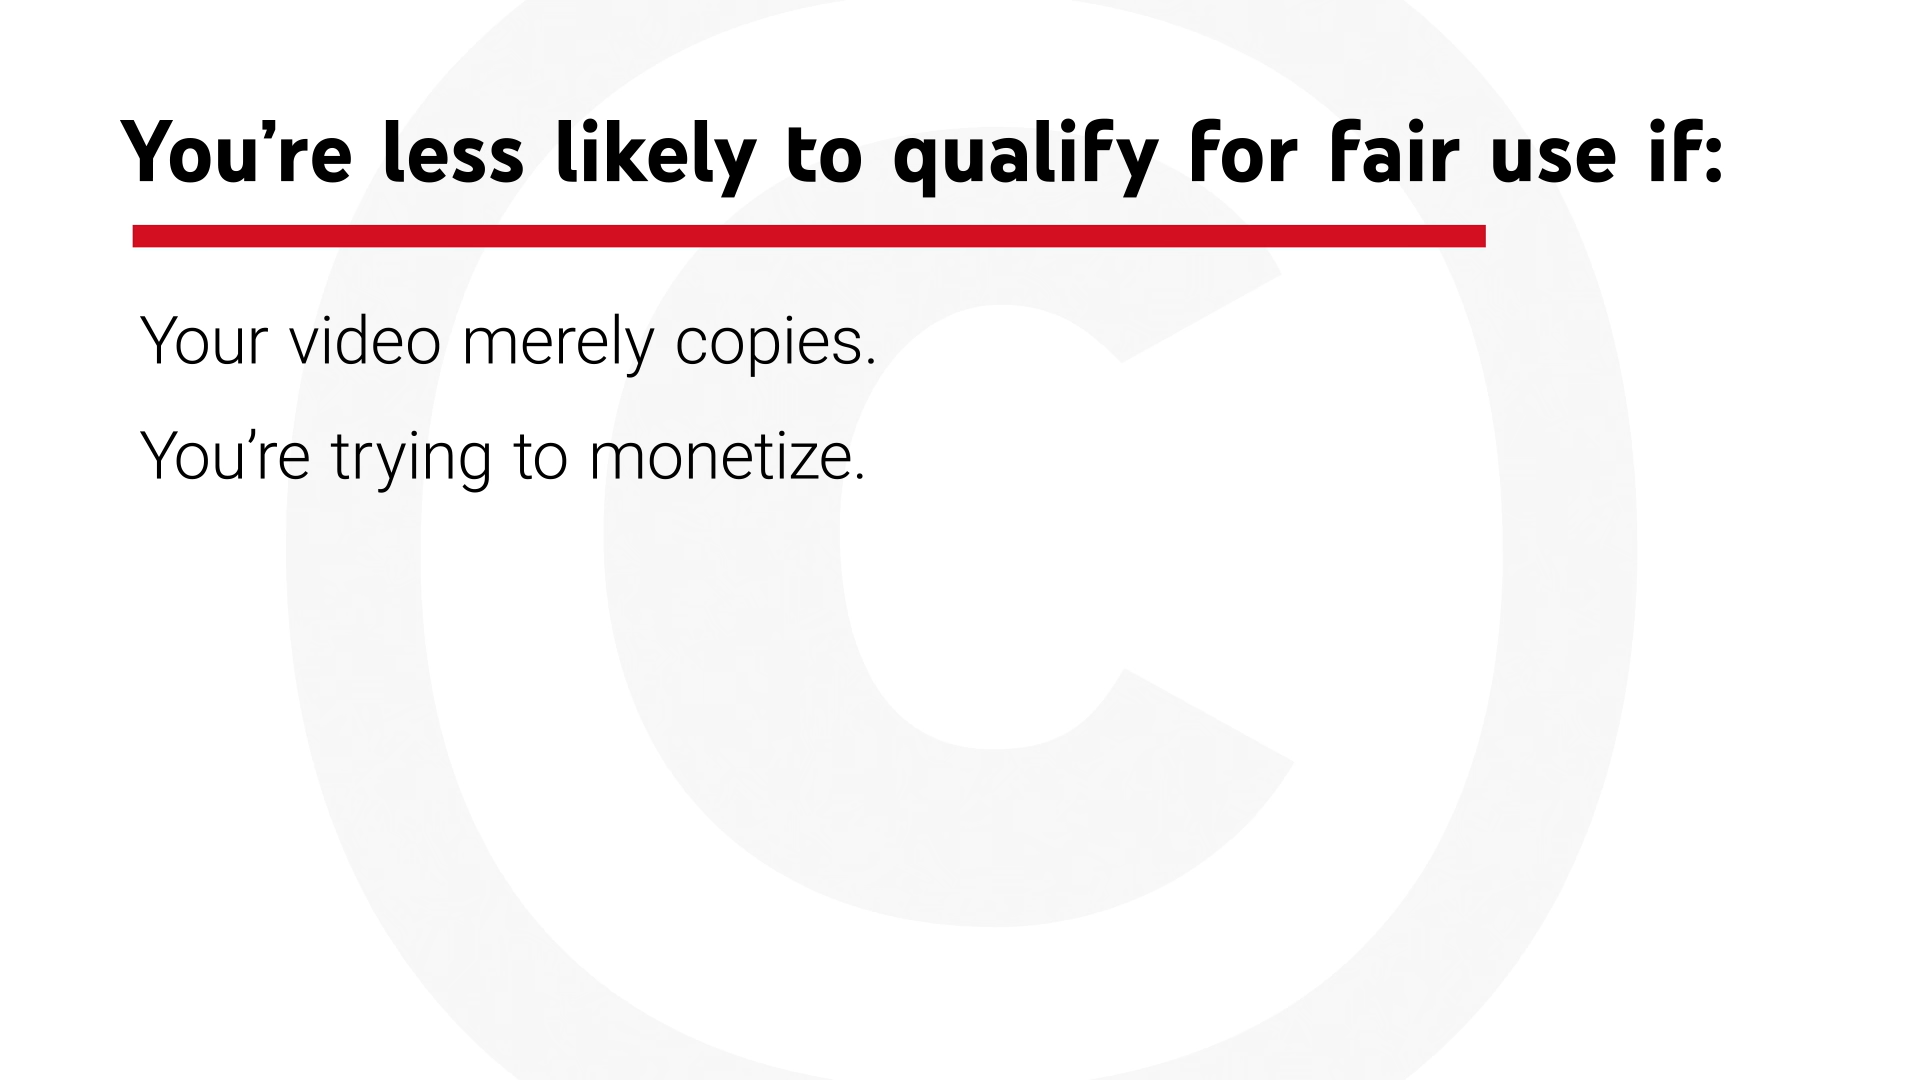 You’re less likely to qualify for fair use if:
Your video merely copies.
You’re trying to monetize.